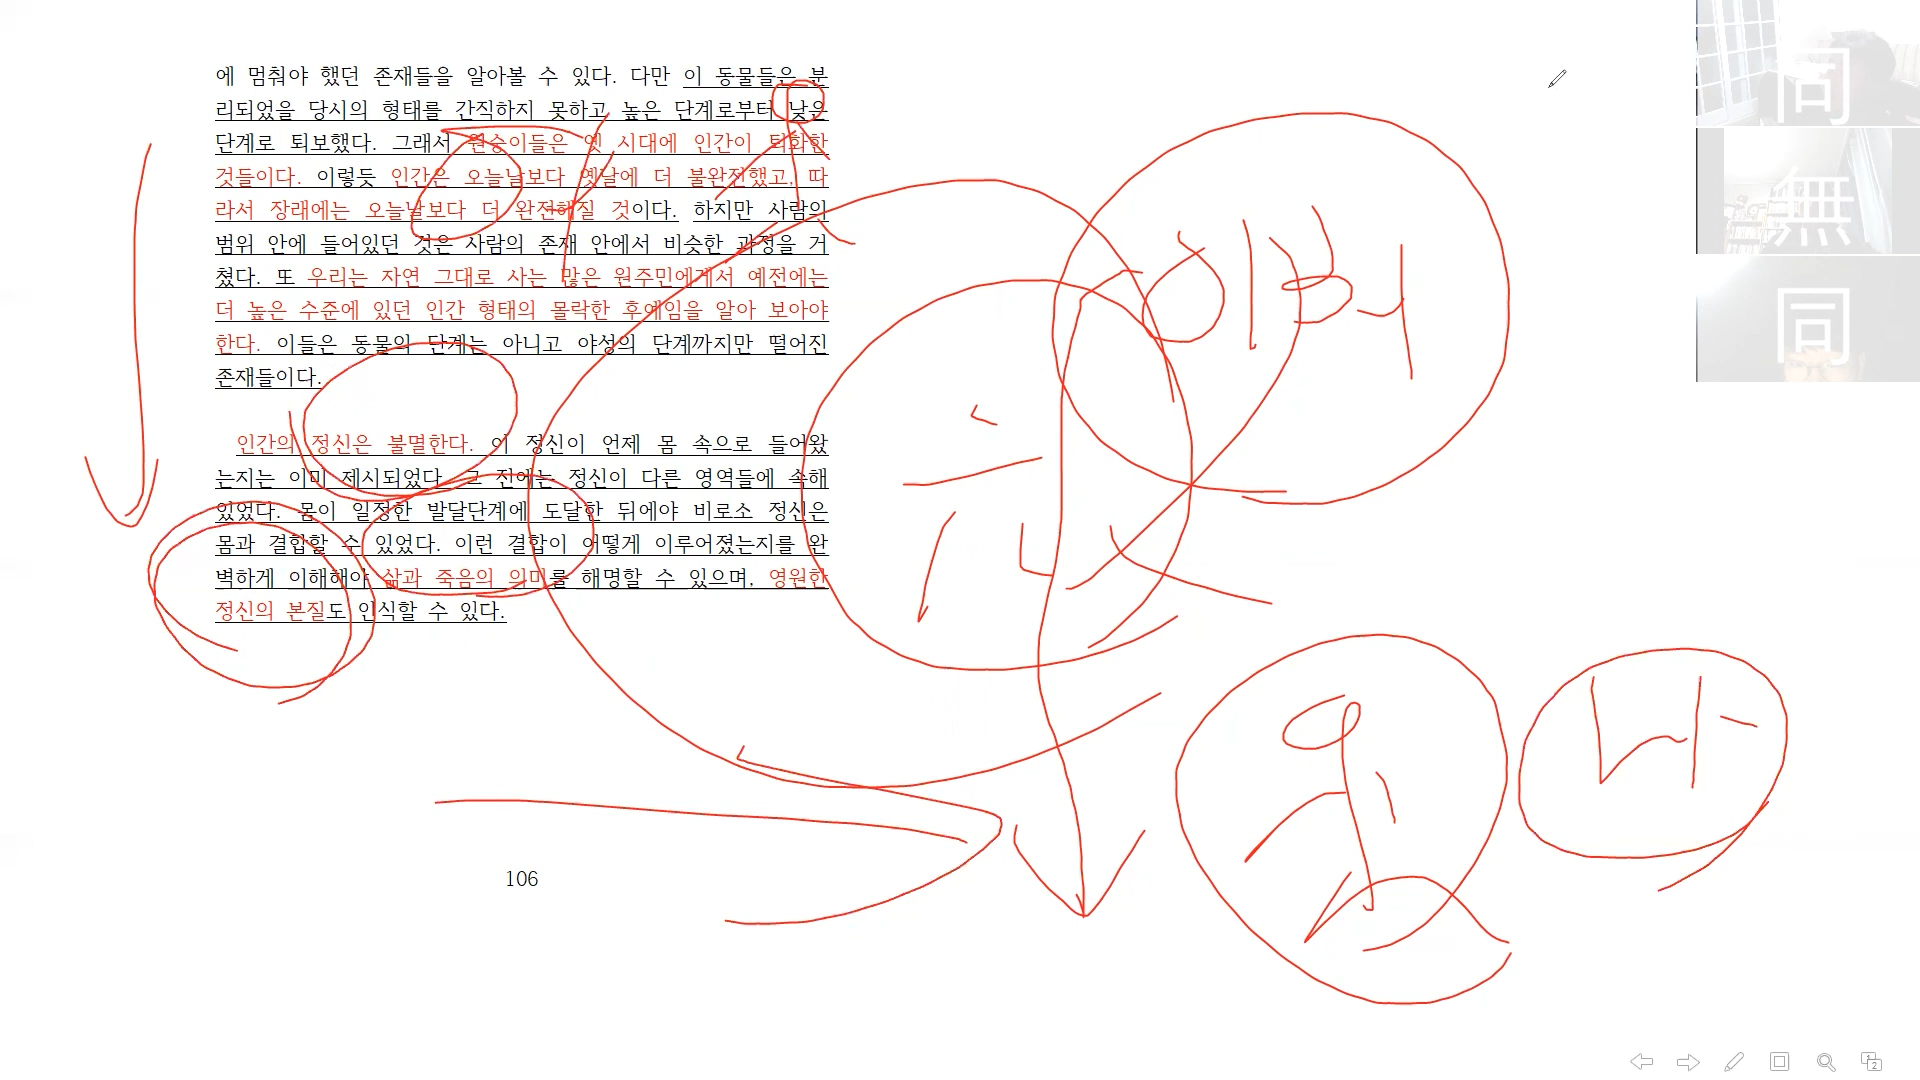 에 멈춰야 했던 존재들을 알아볼 수 있다. 다만 이 동물들은 분
리되었을 당시의 형태를 간직하지 못하고 높은 단계로부터 낮은
단계로 퇴보했다. 그래서 원숭이들은 옛 시대에 인간이 퇴화한
것들이다. 이렇듯 인간은 오늘날보다 옛날에 더 불완전했고, 따
라서 장래에는 오늘날보다 더 완전해질 것이다. 하지만 사람의
범위 안에 들어있던 것은 사람의 존재 안에서 비슷한 과정을 거
쳤다. 또 우리는 자연 그대로 사는 많은 원주민에게서 예전에는
더 높은 수준에 있던 인간 형태의 몰락한 후예임을 알아 보아야
한다. 이들은 동물의 단계는 아니고 야성의 단계까지만 떨어진
존재들이다.
인간의 정신은 불멸한다. 이 정신이 언제 몸 속으로 들어왔
는지는 이미 제시되었다. 그 전에는 정신이 다른 영역들에 속해
있었다. 몸이 일정한 발달단계에 도달한 뒤에야 비로소 정신은
몸과 결합할 수 있었다. 이런 결합이 어떻게 이루어졌는지를 완
벽하게 이해해야 삶과 죽음의 의미를 해명할 수 있으며, 영원한
정신의 본질도 인식할 수 있다.
106
同
無
同
나